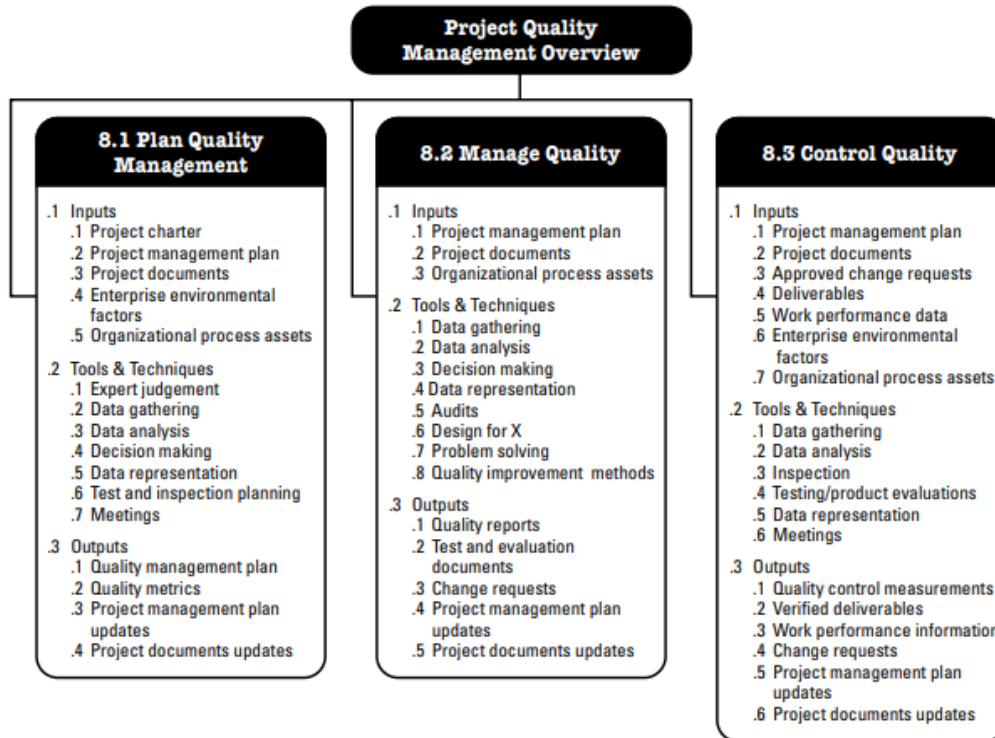 Project Quality
Management Overview
8.1 Plan Quality
Management
.1 Inputs
.1 Project charter
.2 Project management plan
.3 Project documents
.4 Enterprise environmental
factors
.5 Organizational process assets
.2 Tools & Techniques
.1 Expert judgement
.2 Data gathering
.3 Data analysis
.4 Decision making
.5 Data representation
.6 Test and inspection planning
.7 Meetings
.3 Outputs
.1 Quality management plan
.2 Quality metrics
.3 Project management plan
updates
.4 Project documents updates
8.2 Manage Quality
.1 Inputs
.1 Project management plan
.2 Project documents
.3 Organizational process assets
.2 Tools & Techniques
.1 Data gathering
.2 Data analysis
.3 Decision making
.4 Data representation
.5 Audits
.6 Design for X
.7 Problem solving
.8 Quality improvement methods
.3 Outputs
.1 Quality reports
.2 Test and evaluation
documents
.3 Change requests
.4 Project management plan
updates
.5 Project documents updates
8.3 Control Quality
.1 Inputs
.1 Project management plan
.2 Project documents
.3 Approved change requests
.4 Deliverables
.5 Work performance data
.6 Enterprise environmental
factors
.7 Organizational process assets
.2 Tools & Techniques
.1 Data gathering
.2 Data analysis
.3 Inspection
.4 Testing/product evaluations
.5 Data representation
.6 Meetings
.3 Outputs
.1 Quality control measurements
.2 Verified deliverables
.3 Work performance information
.4 Change requests
.5 Project management plan
updates
.6 Project documents updates